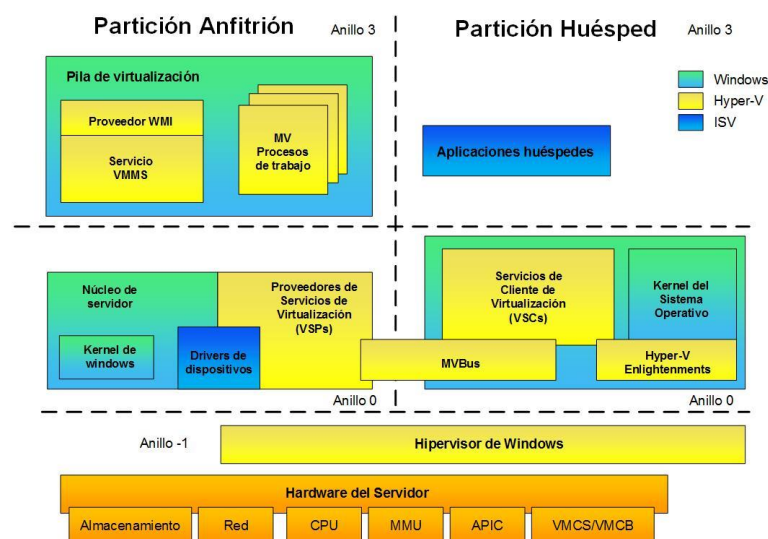 Partición Anfitrión
Anillo 3
Partición Huésped
Anillo 3
Pila de virtualización
Proveedor WMI
Servicio
VMMS
MV
Procesos
de trabajo
Windows
Hyper-V
ISV
Aplicaciones huéspedes
Núcleo de
servidor
Kernel de
windows
Drivers de
dispositivos
Proveedores de
Servicios de
Virtualización
(VSPs)
Anillo 0
Servicios de
Cliente de
Virtualización
(VSCs)
Kernel del
Sistema
Operativo
MVBus
Hyper-V
Enlightenments
Anillo 0
Anillo -1
Hipervisor de Windows
Hardware del Servidor
Almacenamiento
Red
CPU
MMU
APIC
VMCS/VMCB